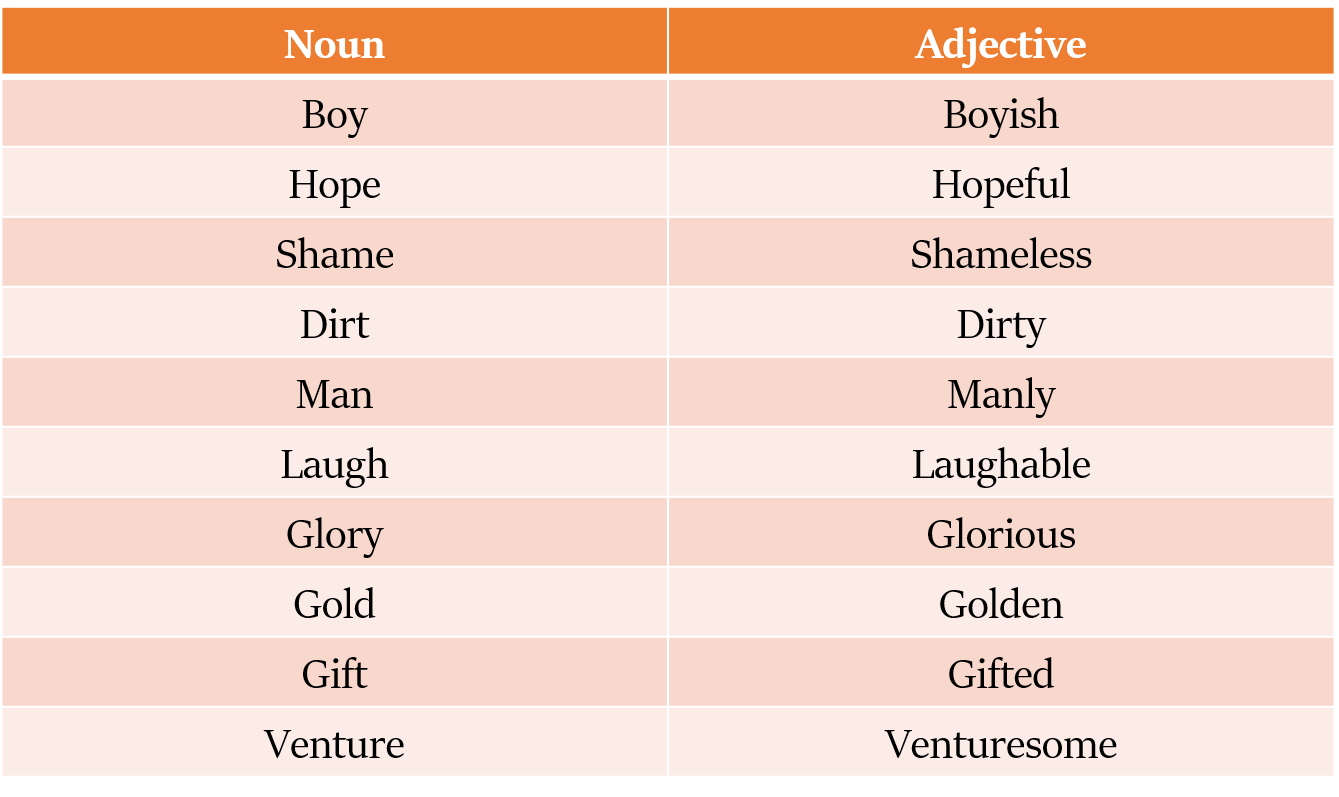 Noun Adjective
Boy Boyish
Hope Hopeful
Shame Shameless
Dirt Dirty
Man Manly
Laugh Laughable
Glory Glorious
Gold Golden
Gift Gifted
Venture Venturesome